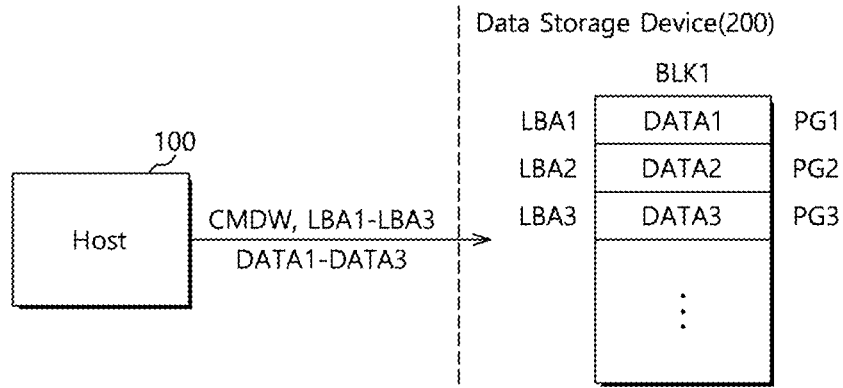 Data Storage Device(200)
BLK1
LBA1 DATA1 PG1
100
LBA2 DATA2 PG2
CMDW, LBA1-LBA3
LBA3 DATA3 PG3
Host
DATA1-DATA3